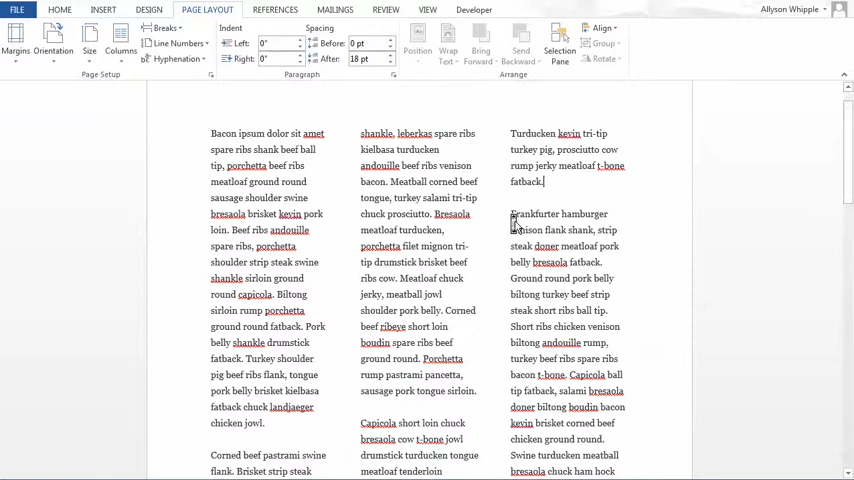 FILE HOME INSERT DESIGN PAGE LAYOUT REFERENCES MAILINGS REVIEW VIEW Developer Allyson Whipple
Margins Orientation Size Columns
Breaks
Line Numbers
Hyphenation
Page Setup
Indent Spacing
Left: 0" Before: 0 pt
Right: 0" After: 18 pt
Paragraph
Position Wrap Text Bring Forward Send Backward Selection Pane
Align
Group
Rotate
Arrange
Bacon ipsum dolor sit amet
spare ribs shank beef ball
tip, porchetta beef ribs
meatloaf ground round
sausage shoulder swine
bresaola brisket kevin pork
loin. Beef ribs andouille
spare ribs, porchetta
shoulder strip steak swine
shankle sirloin ground
round capicola. Biltong
sirloin rump porchetta
ground round fatback. Pork
belly shankle drumstick
fatback. Turkey shoulder
pig beef ribs flank, tongue
pork belly brisket kielbasa
fatback chuck landjaeger
chicken jowl.
Corned beef pastrami swine
flank. Brisket strip steak
shankle, leberkas spare ribs
kielbasa turducken
andouille beef ribs venison
bacon. Meatball corned beef
tongue, turkey salami tri-tip
chuck prosciutto. Bresaola
meatloaf turducken,
porchetta filet mignon tri-
tip drumstick brisket beef
ribs cow. Meatloaf chuck
jerky, meatball jowl
shoulder pork belly. Corned
beef ribeye short loin
boudin spare ribs beef
ground round. Porchetta
rump pastrami pancetta,
sausage pork tongue sirloin.
Capicola short loin chuck
bresaola cow t-bone jowl
drumstick turducken tongue
meatloaf tenderloin
Turducken kevin tri-tip
turkey pig, prosciutto cow
rump jerky meatloaf t-bone
fatback.
Frankfurter hamburger
venison flank shank, strip
steak doner meatloaf pork
belly bresaola fatback.
Ground round pork belly
biltong turkey beef strip
steak short ribs ball tip.
Short ribs chicken venison
biltong andouille rump,
turkey beef ribs spare ribs
bacon t-bone. Capicola ball
tip fatback, salami bresaola
doner biltong boudin bacon
kevin brisket corned beef
chicken ground round.
Swine turducken meatball
bresaola chuck ham hock